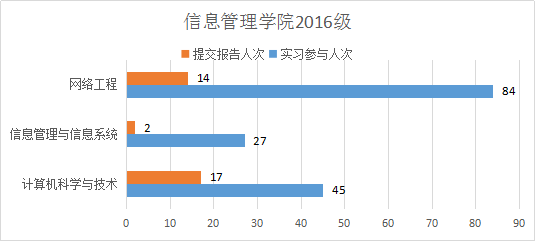 信息管理学院2016级
提交报告人次 实习参与人次
网络工程 14 84
信息管理与信息系统 2 27
计算机科学与技术 17 45
0 10 20 30 40 50 60 70 80 90